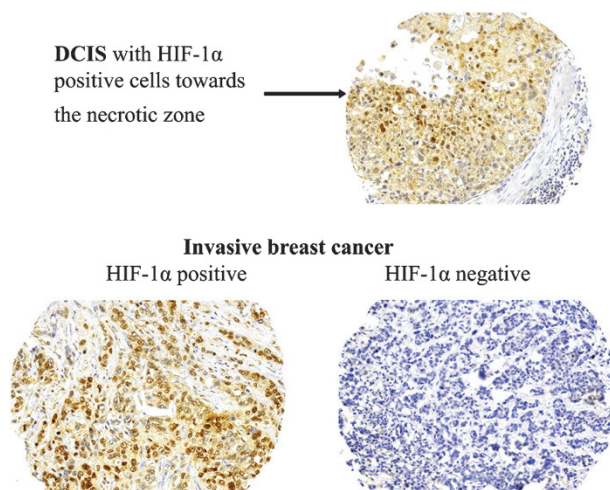 DCIS with HIF-1α
positive cells towards
the necrotic zone
Invasive breast cancer
HIF-1α positive
HIF-1α negative